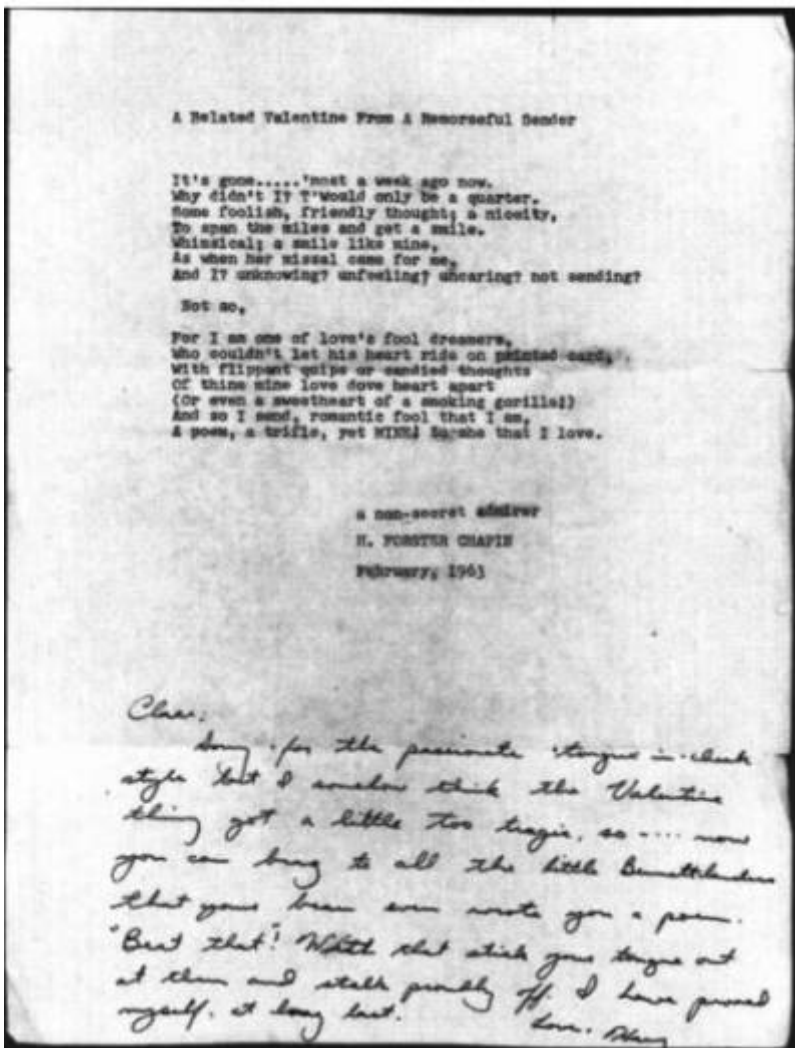 A Belated Valentine From A Remorseful Sender
It's gone.....'most a week ago now.
Why didn't I? T'would only be a quarter.
Some foolish, friendly thought; a nicety,
To span the miles and get a smile.
Whimsical; a smile like mine,
As when her missal came for me,
And I? unknowing? unfeeling? uncaring? not sending?
Not so,
For I am one of love's fool dreamers,
Who couldn't let his heart ride on painted card,
With flippant quips or candied thoughts
Of thine mine love dove heart apart
(Or even a sweetheart of a smoking gorilla!)
And so I send, romantic fool that I am,
A poem, a trifle, yet MINE! to she that I love.
a non-secret admirer
H. FORSTER CHAPIN
February, 1963
Clare,
Sorry for the passionate tongue-in-cheek
style but I somehow think the Valentine
thing got a little too tragic, so .... now
you can brag to all the little
that your beau even wrote you a poem.
"Beat that"! With that stick your tongue out
at them and stalk proudly off. I have proved
myself, at long last.
Love, Harry